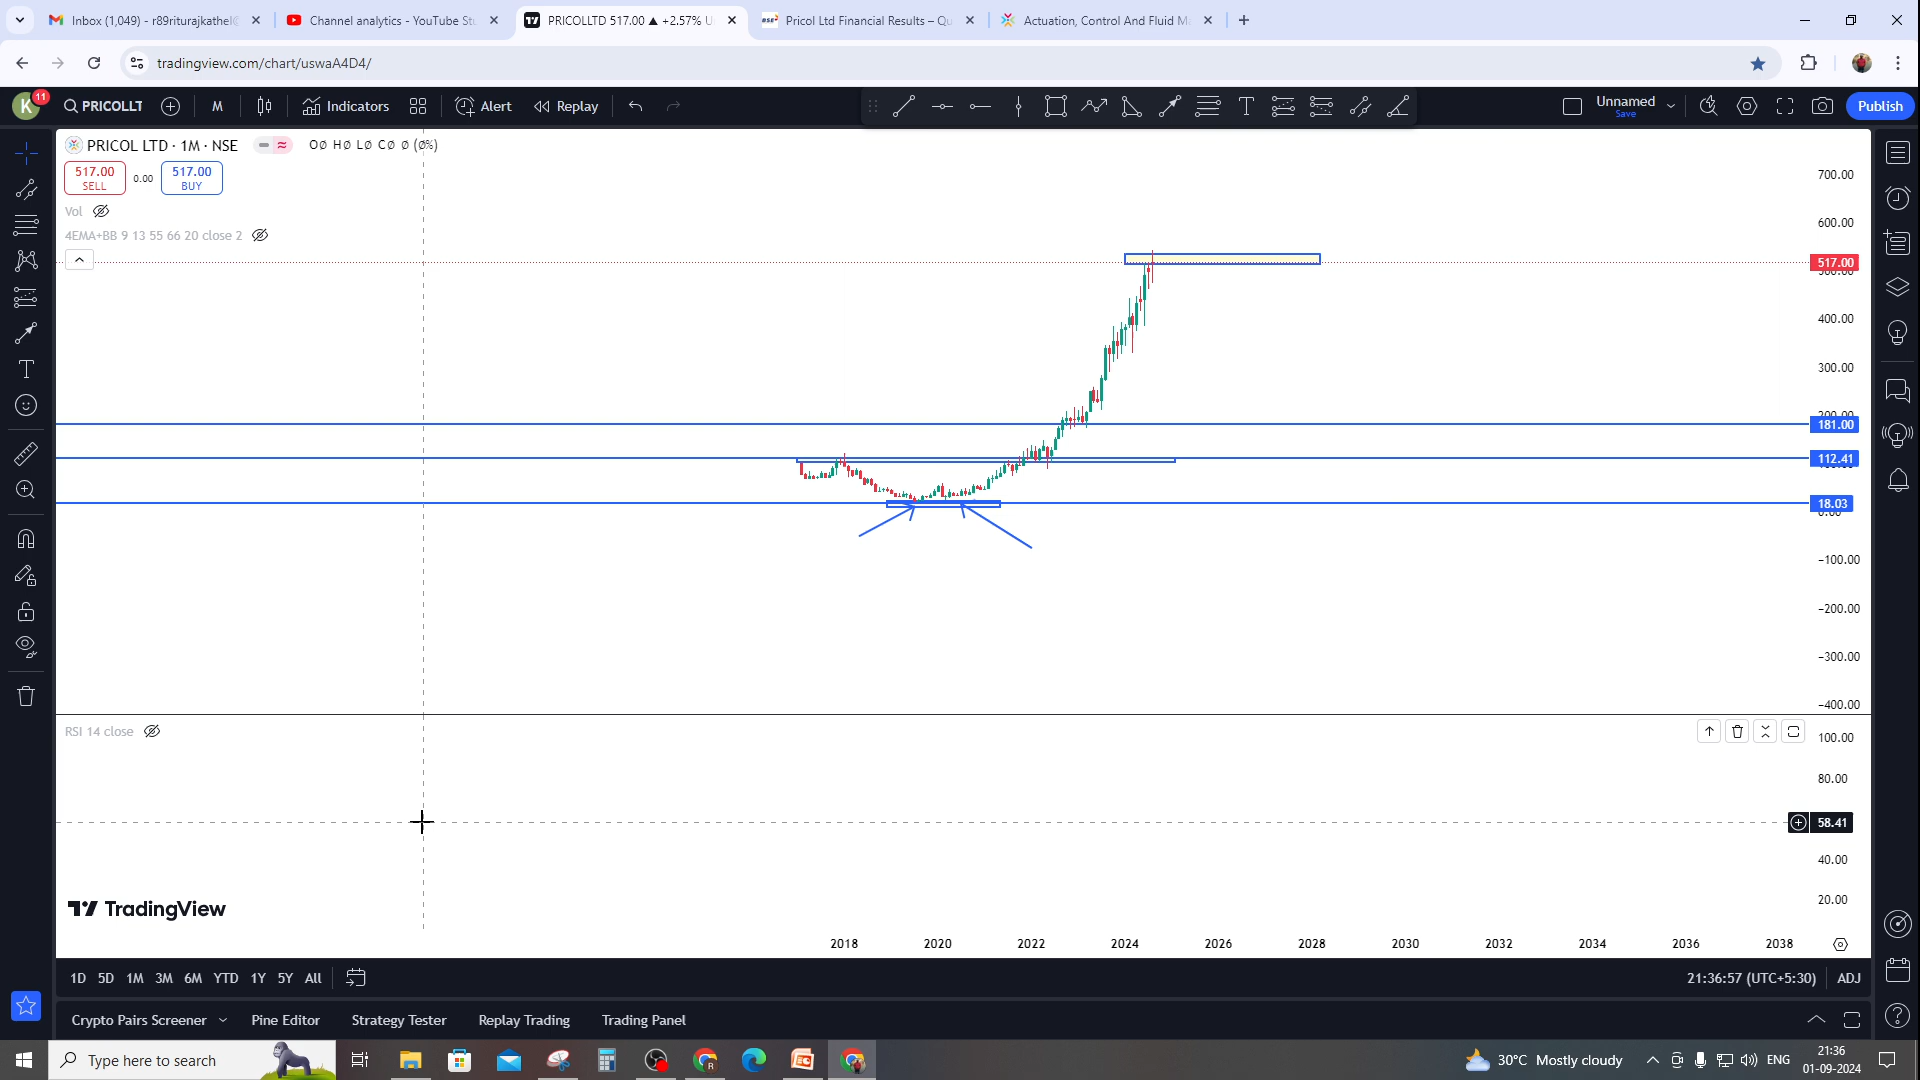 Inbox (1,049) - r89riturajkathel@
Channel analytics - YouTube Stu
PRICOLLTD 517.00 ▲ +2.57% U
Pricol Ltd Financial Results – Qu
Actuation, Control And Fluid M
tradingview.com/chart/uswaA4D4/
K 11 PRICOLLT M Indicators Alert Replay Unnamed Save Publish
PRICOL LTD · 1M · NSE O∅ H∅ L∅ C∅ ∅ (∅%)
517.00 SELL 0.00 517.00 BUY
Vol
4EMA+BB 9 13 55 66 20 close 2
700.00
600.00
517.00
400.00
300.00
181.00
112.41
18.03
−100.00
−200.00
−300.00
−400.00
RSI 14 close
100.00
80.00
58.41
40.00
20.00
TradingView
2018 2020 2022 2024 2026 2028 2030 2032 2034 2036 2038
1D 5D 1M 3M 6M YTD 1Y 5Y All 21:36:57 (UTC+5:30) ADJ
Crypto Pairs Screener Pine Editor Strategy Tester Replay Trading Trading Panel
Type here to search 30°C Mostly cloudy ENG 21:36
01-09-2024